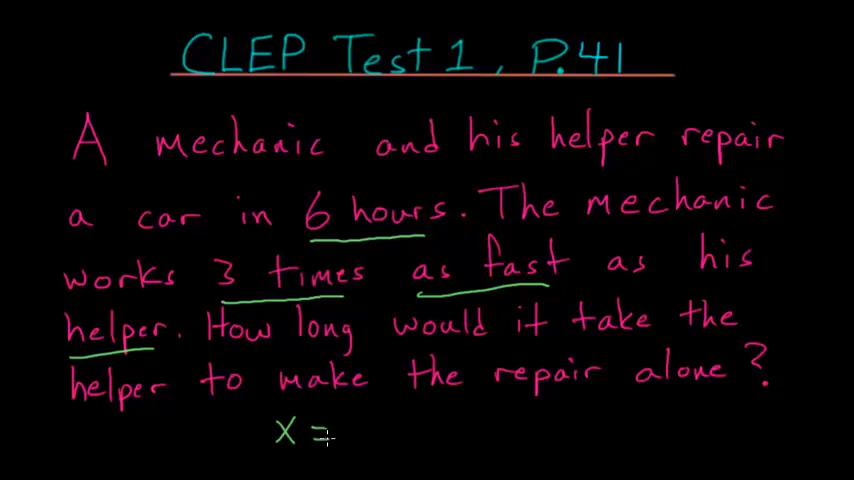 CLEP Test 1, P.41
A mechanic and his helper repair
a car in 6 hours. The mechanic
works 3 times as fast as his
helper. How long would it take the
helper to make the repair alone?
x =